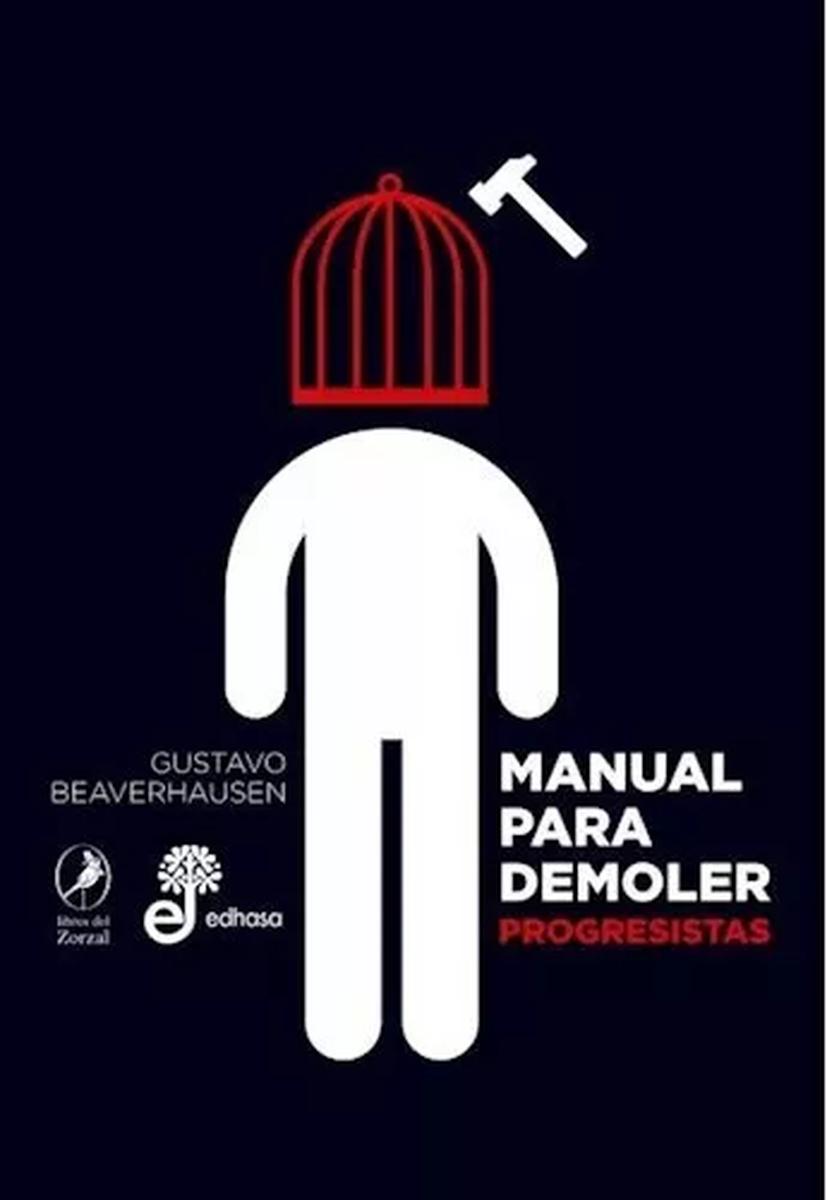 GUSTAVO
BEAVERHAUSEN
libros del
Zorzal
edhasa
MANUAL
PARA
DEMOLER
PROGRESISTAS